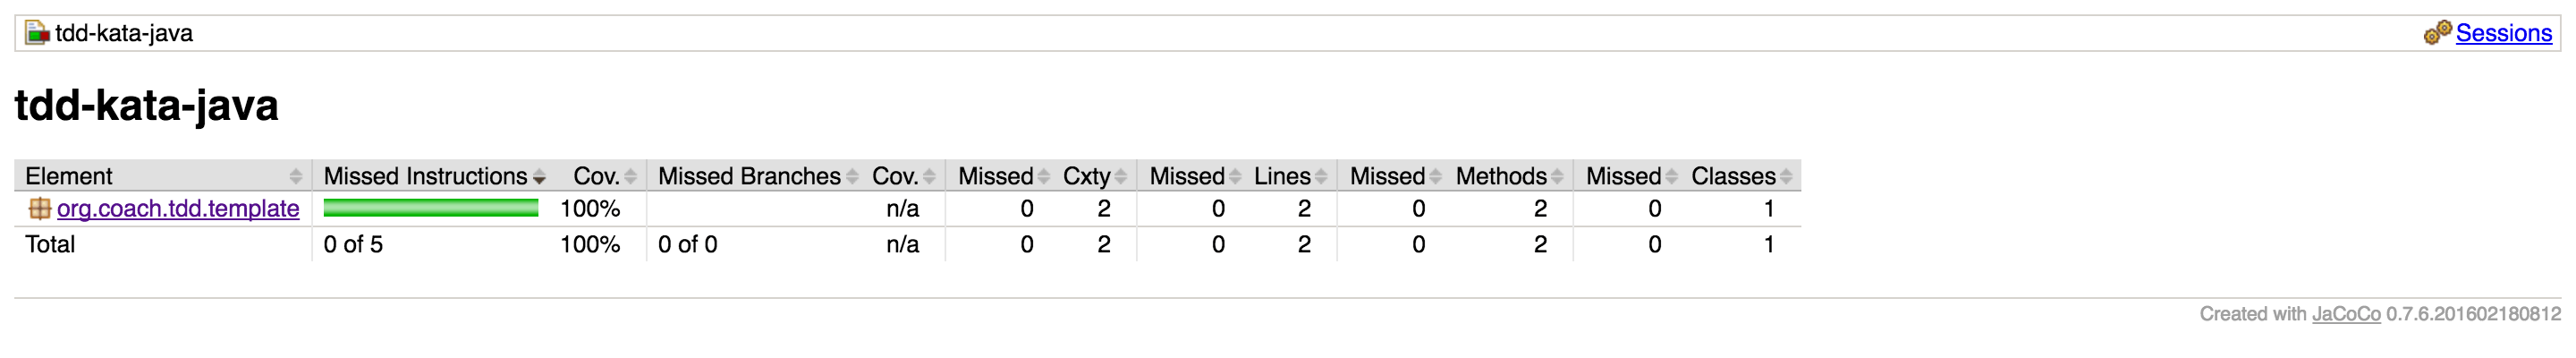 tdd-kata-java Sessions
tdd-kata-java
Element Missed Instructions Cov. Missed Branches Cov. Missed Cxty Missed Lines Missed Methods Missed Classes
org.coach.tdd.template 100% n/a 0 2 0 2 0 2 0 1
Total 0 of 5 100% 0 of 0 n/a 0 2 0 2 0 2 0 1
Created with JaCoCo 0.7.6.201602180812